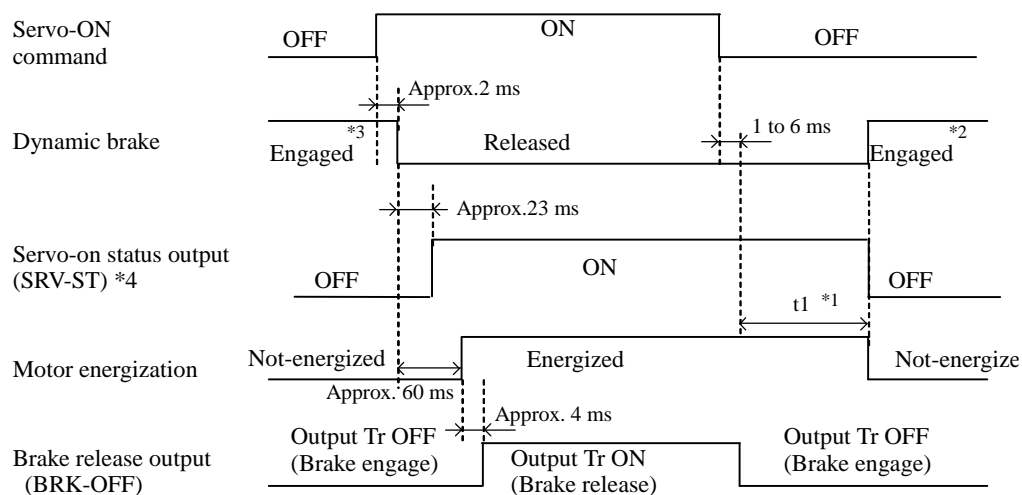 Servo-ON
command
OFF
ON
OFF
Approx.2 ms
Dynamic brake
Engaged *3
Released
1 to 6 ms
Engaged *2
Approx.23 ms
Servo-on status output
(SRV-ST) *4
OFF
ON
OFF
t1 *1
Motor energization
Not-energized
Energized
Not-energize
Approx. 60 ms
Approx. 4 ms
Brake release output
(BRK-OFF)
Output Tr OFF
(Brake engage)
Output Tr ON
(Brake release)
Output Tr OFF
(Brake engage)